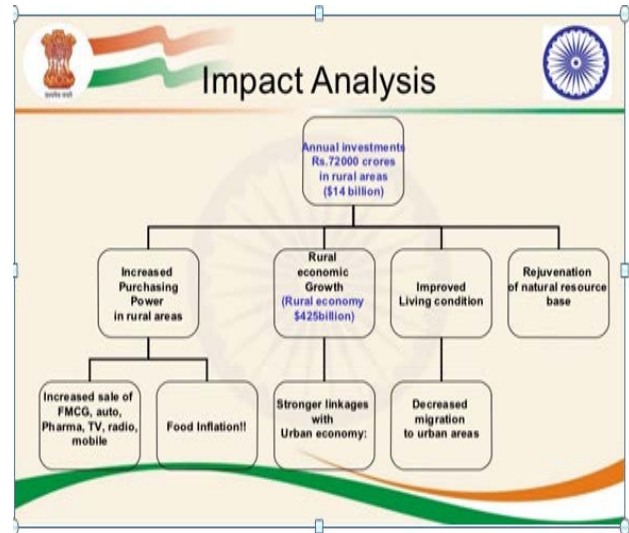 Impact Analysis
Annual investments
Rs.72000 crores
in rural areas
($14 billion)
Increased
Purchasing
Power
in rural areas
Rural
economic
Growth
(Rural economy
$425billion)
Improved
Living condition
Rejuvenation
of natural resource
base
Increased sale of
FMCG, auto,
Pharma, TV, radio,
mobile
Food Inflation!!
Stronger linkages
with
Urban economy:
Decreased
migration
to urban areas